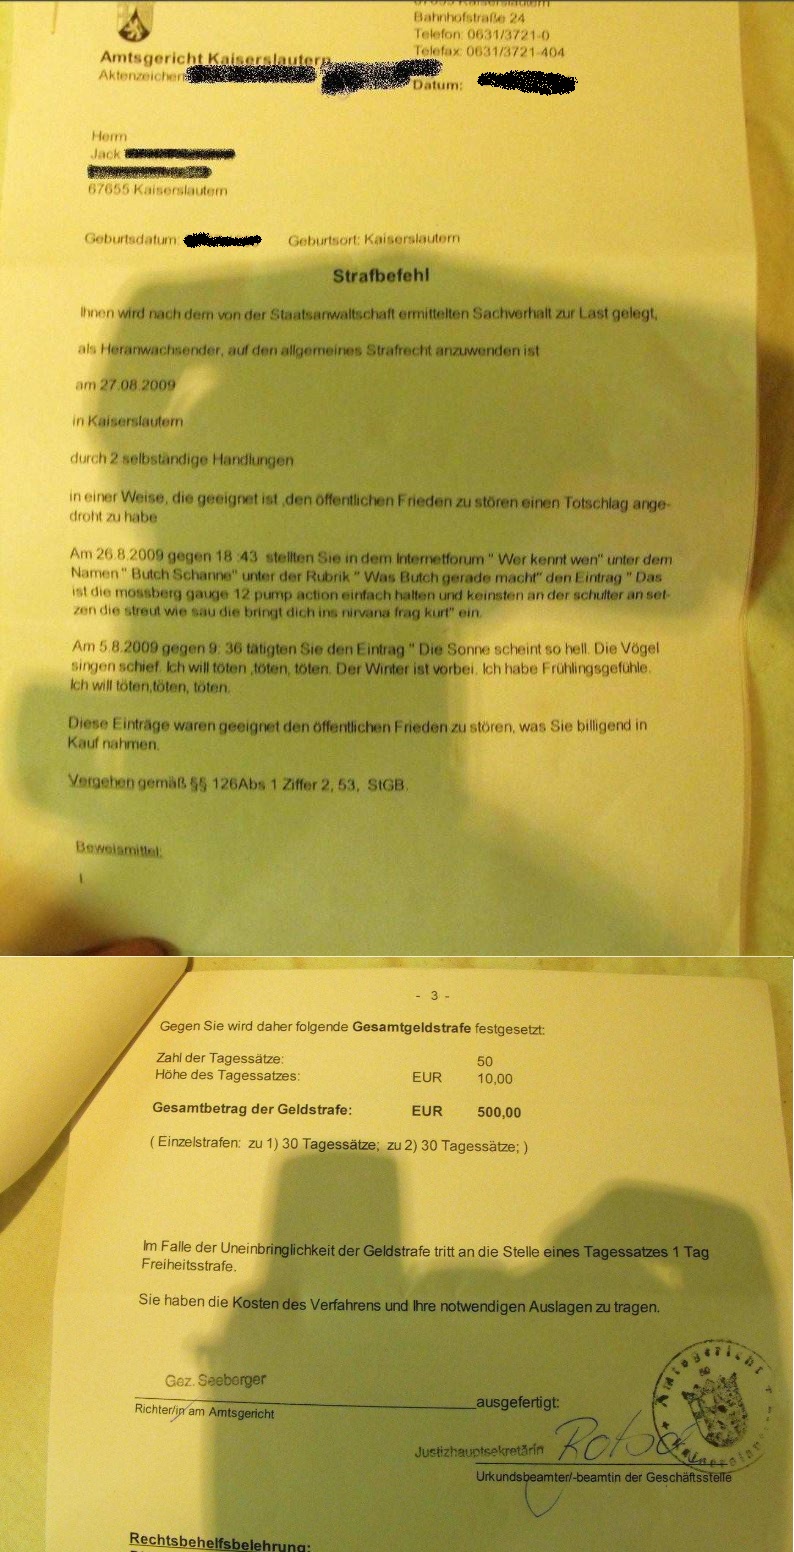 67655 Kaiserslautern
Bahnhofstraße 24
Telefon: 0631/3721-0
Telefax: 0631/3721-404
Amtsgericht Kaiserslautern
Aktenzeichen
Datum:
Herrn
Jack
67655 Kaiserslautern
Geburtsdatum: Geburtsort: Kaiserslautern
Strafbefehl
Ihnen wird nach dem von der Staatsanwaltschaft ermittelten Sachverhalt zur Last gelegt,
als Heranwachsender, auf den allgemeines Strafrecht anzuwenden ist
am 27.08.2009
in Kaiserslautern
durch 2 selbständige Handlungen
in einer Weise, die geeignet ist ,den öffentlichen Frieden zu stören einen Totschlag ange-
droht zu habe
Am 26.8.2009 gegen 18 :43 stellten Sie in dem Internetforum " Wer kennt wen" unter dem
Namen " Butch Schanne" unter der Rubrik " Was Butch gerade macht" den Eintrag " Das
ist die mossberg gauge 12 pump action einfach halten und keinsten an der schulter an set-
zen die streut wie sau die bringt dich ins nirvana frag kurt" ein.
Am 5.8.2009 gegen 9: 36 tätigten Sie den Eintrag " Die Sonne scheint so hell. Die Vögel
singen schief. Ich will töten ,töten, töten. Der Winter ist vorbei. Ich habe Frühlingsgefühle.
Ich will töten,töten, töten.
Diese Einträge waren geeignet den öffentlichen Frieden zu stören, was Sie billigend in
Kauf nahmen.
Vergehen gemäß §§ 126Abs 1 Ziffer 2, 53, StGB.
Beweismittel:
I
- 3 -
Gegen Sie wird daher folgende Gesamtgeldstrafe festgesetzt:
Zahl der Tagessätze: 50
Höhe des Tagessatzes: EUR 10,00
Gesamtbetrag der Geldstrafe: EUR 500,00
( Einzelstrafen: zu 1) 30 Tagessätze; zu 2) 30 Tagessätze; )
Im Falle der Uneinbringlichkeit der Geldstrafe tritt an die Stelle eines Tagessatzes 1 Tag
Freiheitsstrafe.
Sie haben die Kosten des Verfahrens und Ihre notwendigen Auslagen zu tragen.
Gez. Seeberger
Richter/in am Amtsgericht
ausgefertigt:
Amtsgericht
Justizhauptsekretärin
Urkundsbeamter/-beamtin der Geschäftsstelle
Rechtsbehelfsbelehrung: